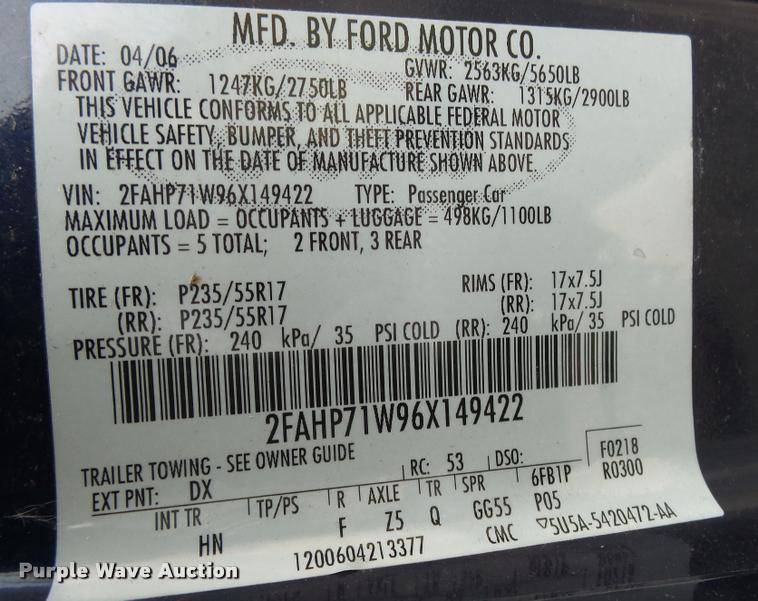 MFD. BY FORD MOTOR CO.
DATE: 04/06 GVWR: 2563KG/5650LB
FRONT GAWR: 1247KG/2750LB REAR GAWR: 1315KG/2900LB
THIS VEHICLE CONFORMS TO ALL APPLICABLE FEDERAL MOTOR
VEHICLE SAFETY, BUMPER, AND THEFT PREVENTION STANDARDS
IN EFFECT ON THE DATE OF MANUFACTURE SHOWN ABOVE.
VIN: 2FAHP71W96X149422 TYPE: Passenger Car
MAXIMUM LOAD = OCCUPANTS + LUGGAGE = 498KG/1100LB
OCCUPANTS = 5 TOTAL; 2 FRONT, 3 REAR
TIRE (FR): P235/55R17 RIMS (FR): 17x7.5J
(RR): P235/55R17 (RR): 17x7.5J
PRESSURE (FR): 240 kPa/ 35 PSI COLD (RR): 240 kPa/ 35 PSI COLD
2FAHP71W96X149422
TRAILER TOWING - SEE OWNER GUIDE
EXT PNT: DX RC: 53 DSO: 6FB1P F0218
INT TR TP/PS R AXLE TR SPR P05 R0300
HN F Z5 Q GG55
1200604213377 CMC ▽5U5A-5420472-AA
Purple Wave Auction